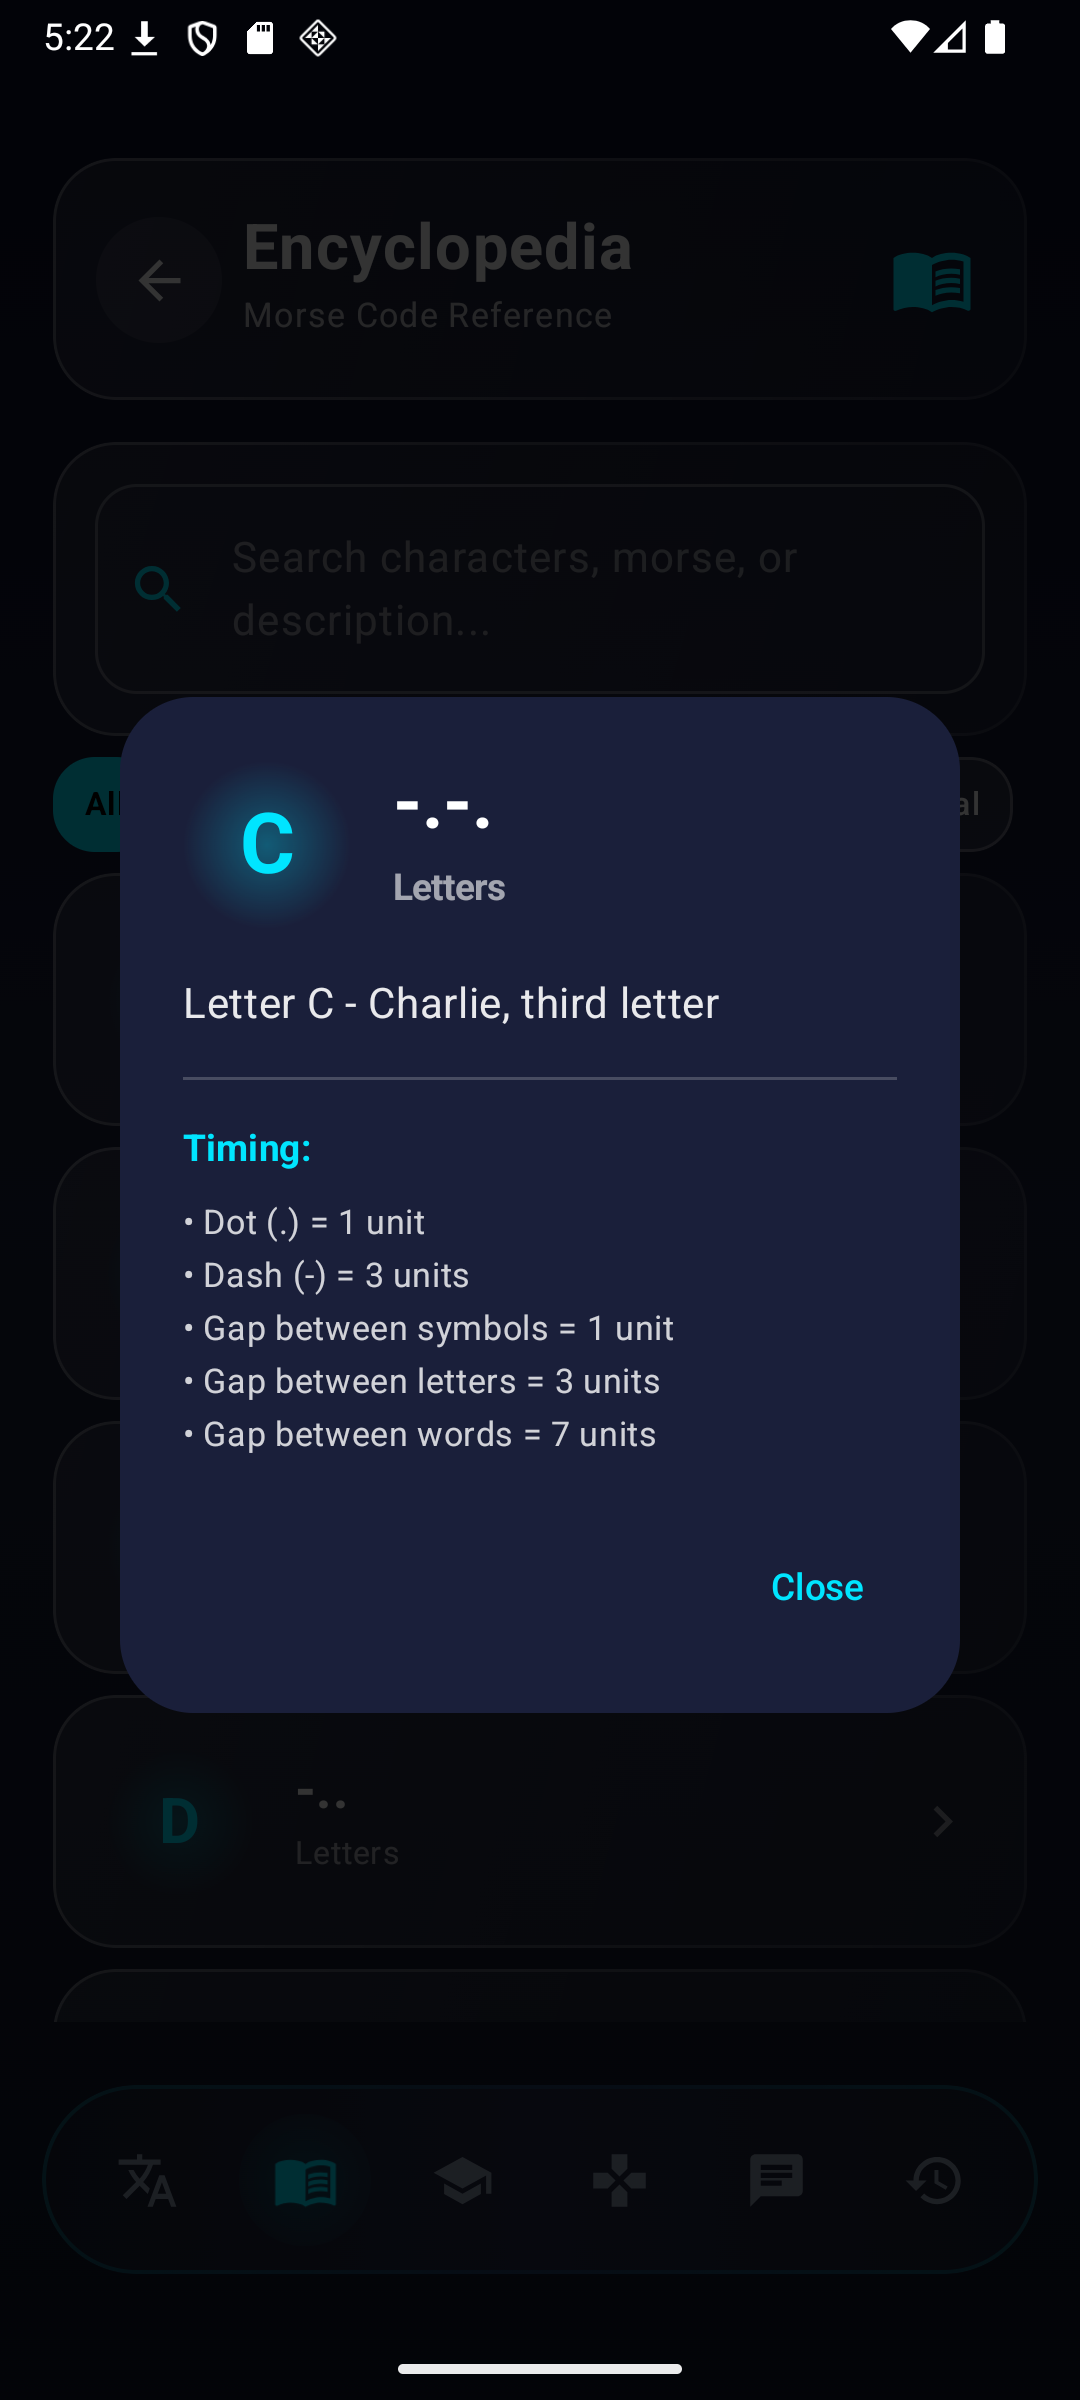 5:22
Encyclopedia
Morse Code Reference
Search characters, morse, or
description...
All
al
C
-.-.
Letters
Letter C - Charlie, third letter
Timing:
• Dot (.) = 1 unit
• Dash (-) = 3 units
• Gap between symbols = 1 unit
• Gap between letters = 3 units
• Gap between words = 7 units
Close
D
-..
Letters